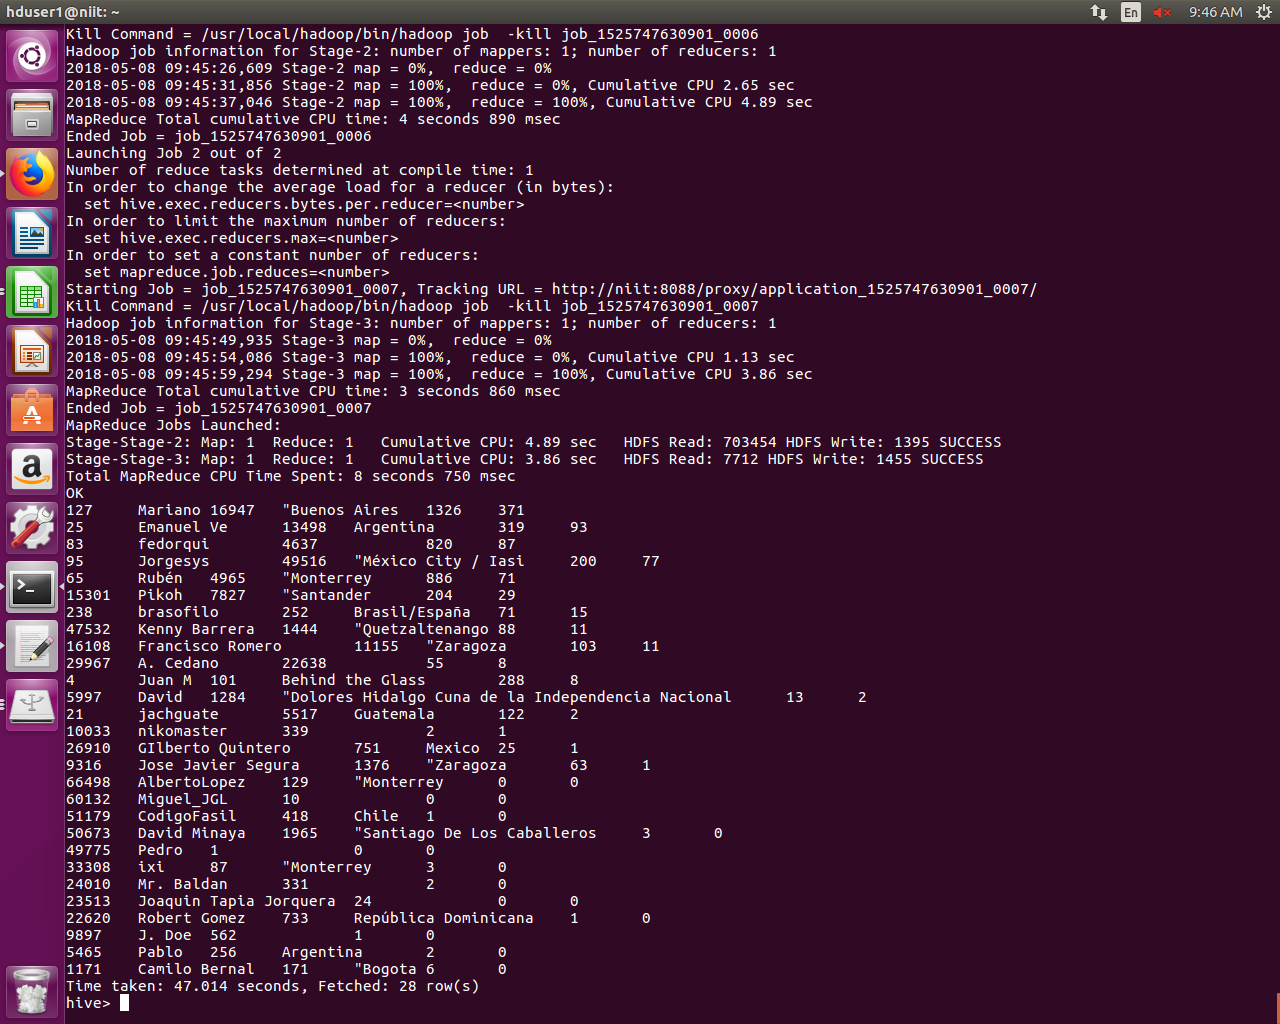 hduser1@niit: ~
En
9:46 AM
Kill Command = /usr/local/hadoop/bin/hadoop job  -kill job_1525747630901_0006
Hadoop job information for Stage-2: number of mappers: 1; number of reducers: 1
2018-05-08 09:45:26,609 Stage-2 map = 0%,  reduce = 0%
2018-05-08 09:45:31,856 Stage-2 map = 100%,  reduce = 0%, Cumulative CPU 2.65 sec
2018-05-08 09:45:37,046 Stage-2 map = 100%,  reduce = 100%, Cumulative CPU 4.89 sec
MapReduce Total cumulative CPU time: 4 seconds 890 msec
Ended Job = job_1525747630901_0006
Launching Job 2 out of 2
Number of reduce tasks determined at compile time: 1
In order to change the average load for a reducer (in bytes):
  set hive.exec.reducers.bytes.per.reducer=<number>
In order to limit the maximum number of reducers:
  set hive.exec.reducers.max=<number>
In order to set a constant number of reducers:
  set mapreduce.job.reduces=<number>
Starting Job = job_1525747630901_0007, Tracking URL = http://niit:8088/proxy/application_1525747630901_0007/
Kill Command = /usr/local/hadoop/bin/hadoop job  -kill job_1525747630901_0007
Hadoop job information for Stage-3: number of mappers: 1; number of reducers: 1
2018-05-08 09:45:49,935 Stage-3 map = 0%,  reduce = 0%
2018-05-08 09:45:54,086 Stage-3 map = 100%,  reduce = 0%, Cumulative CPU 1.13 sec
2018-05-08 09:45:59,294 Stage-3 map = 100%,  reduce = 100%, Cumulative CPU 3.86 sec
MapReduce Total cumulative CPU time: 3 seconds 860 msec
Ended Job = job_1525747630901_0007
MapReduce Jobs Launched:
Stage-Stage-2: Map: 1  Reduce: 1   Cumulative CPU: 4.89 sec   HDFS Read: 703454 HDFS Write: 1395 SUCCESS
Stage-Stage-3: Map: 1  Reduce: 1   Cumulative CPU: 3.86 sec   HDFS Read: 7712 HDFS Write: 1455 SUCCESS
Total MapReduce CPU Time Spent: 8 seconds 750 msec
OK
127     Mariano 16947   "Buenos Aires   1326    371
25      Emanuel Ve      13498   Argentina       319     93
83      fedorqui        4637            820     87
95      Jorgesys        49516   "México City / Iasi     200     77
65      Rubén   4965    "Monterrey      886     71
15301   Pikoh   7827    "Santander      204     29
238     brasofilo       252     Brasil/España   71      15
47532   Kenny Barrera   1444    "Quetzaltenango 88      11
16108   Francisco Romero        11155   "Zaragoza       103     11
29967   A. Cedano       22638           55      8
4       Juan M  101     Behind the Glass        288     8
5997    David   1284    "Dolores Hidalgo Cuna de la Independencia Nacional      13      2
21      jachguate       5517    Guatemala       122     2
10033   nikomaster      339             2       1
26910   GIlberto Quintero       751     Mexico  25      1
9316    Jose Javier Segura      1376    "Zaragoza       63      1
66498   AlbertoLopez    129     "Monterrey      0       0
60132   Miguel_JGL      10              0       0
51179   CodigoFasil     418     Chile   1       0
50673   David Minaya    1965    "Santiago De Los Caballeros     3       0
49775   Pedro   1               0       0
33308   ixi     87      "Monterrey      3       0
24010   Mr. Baldan      331             2       0
23513   Joaquin Tapia Jorquera  24              0       0
22620   Robert Gomez    733     República Dominicana    1       0
9897    J. Doe  562             1       0
5465    Pablo   256     Argentina       2       0
1171    Camilo Bernal   171     "Bogota 6       0
Time taken: 47.014 seconds, Fetched: 28 row(s)
hive>